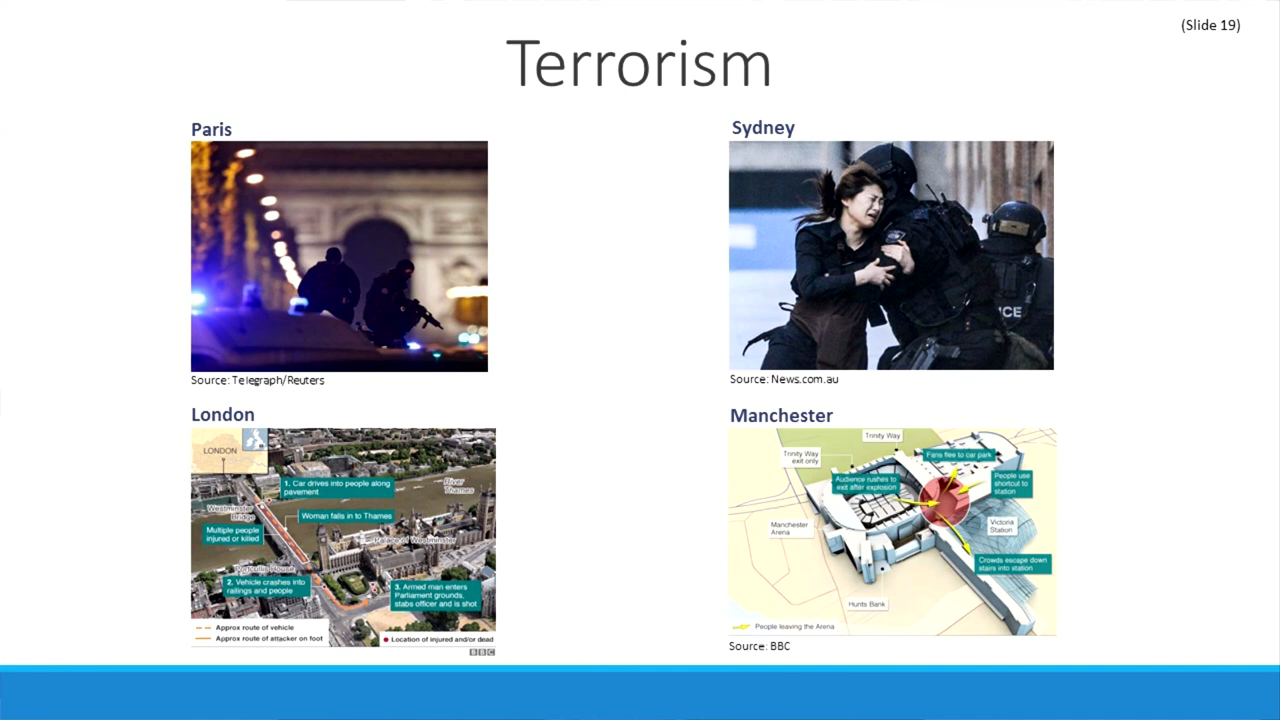 (Slide 19)
Terrorism
Paris
Source: Telegraph/Reuters
Sydney
ICE
Source: News.com.au
London
LONDON
1. Car drives into people along
pavement
River
Thames
Westminster
Bridge
Woman falls in to Thames
Multiple people
injured or killed
Palace of Westminster
Portcullis House
2. Vehicle crashes into
railings and people
3. Armed man enters
Parliament grounds,
stabs officer and is shot
Approx route of vehicle
Approx route of attacker on foot
Location of injured and/or dead
BBC
Manchester
Trinity Way
Trinity Way
exit only
Fans flee to car park
Audience rushes to
exit after explosion
People use
shortcut to
station
Manchester
Arena
Victoria
Station
Crowds escape down
stairs into station
Hunts Bank
People leaving the Arena
Source: BBC